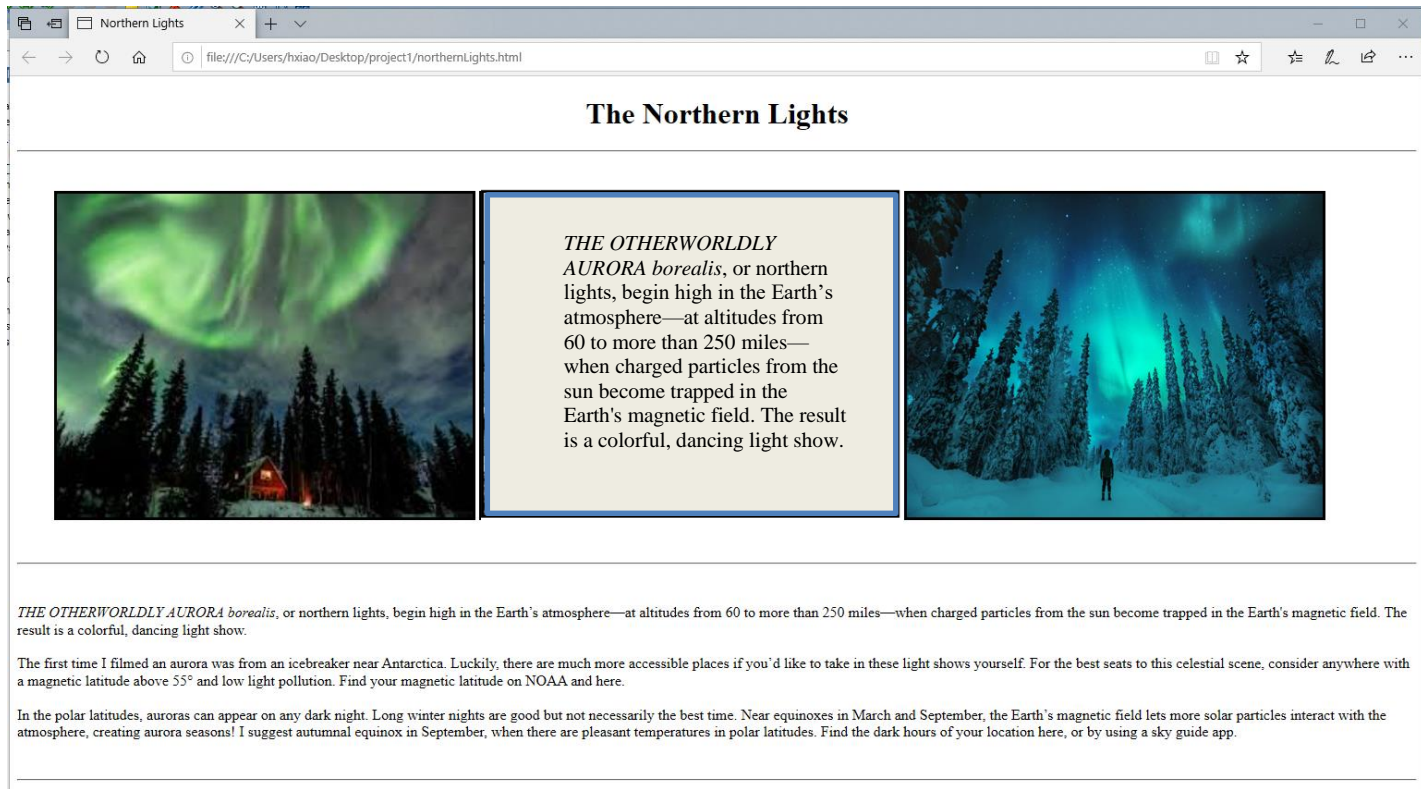 Northern Lights
file:///C:/Users/hxiao/Desktop/project1/northernLights.html
The Northern Lights
THE OTHERWORLDLY
AURORA borealis, or northern
lights, begin high in the Earth’s
atmosphere—at altitudes from
60 to more than 250 miles—
when charged particles from the
sun become trapped in the
Earth's magnetic field. The result
is a colorful, dancing light show.
THE OTHERWORLDLY AURORA borealis, or northern lights, begin high in the Earth’s atmosphere—at altitudes from 60 to more than 250 miles—when charged particles from the sun become trapped in the Earth's magnetic field. The
result is a colorful, dancing light show.
The first time I filmed an aurora was from an icebreaker near Antarctica. Luckily, there are much more accessible places if you’d like to take in these light shows yourself. For the best seats to this celestial scene, consider anywhere with
a magnetic latitude above 55° and low light pollution. Find your magnetic latitude on NOAA and here.
In the polar latitudes, auroras can appear on any dark night. Long winter nights are good but not necessarily the best time. Near equinoxes in March and September, the Earth’s magnetic field lets more solar particles interact with the
atmosphere, creating aurora seasons! I suggest autumnal equinox in September, when there are pleasant temperatures in polar latitudes. Find the dark hours of your location here, or by using a sky guide app.